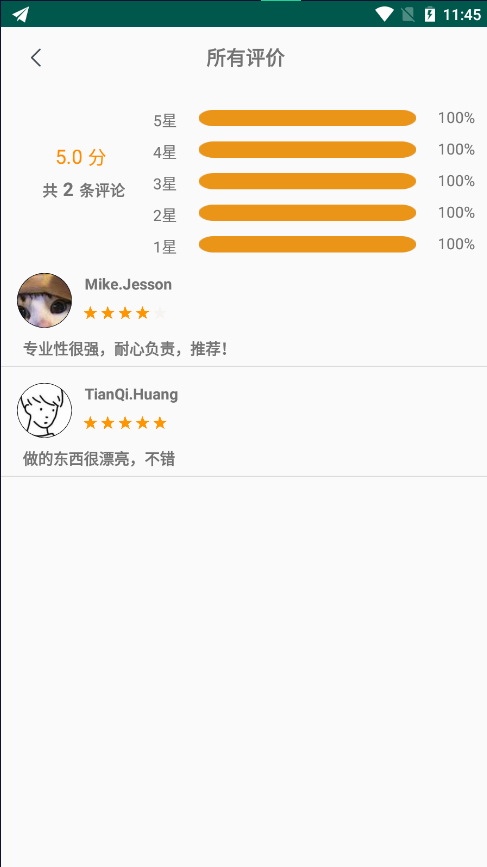 11:45
所有评价
5.0 分
共 2 条评论
5星 100%
4星 100%
3星 100%
2星 100%
1星 100%
Mike.Jesson
专业性很强，耐心负责，推荐！
TianQi.Huang
做的东西很漂亮，不错